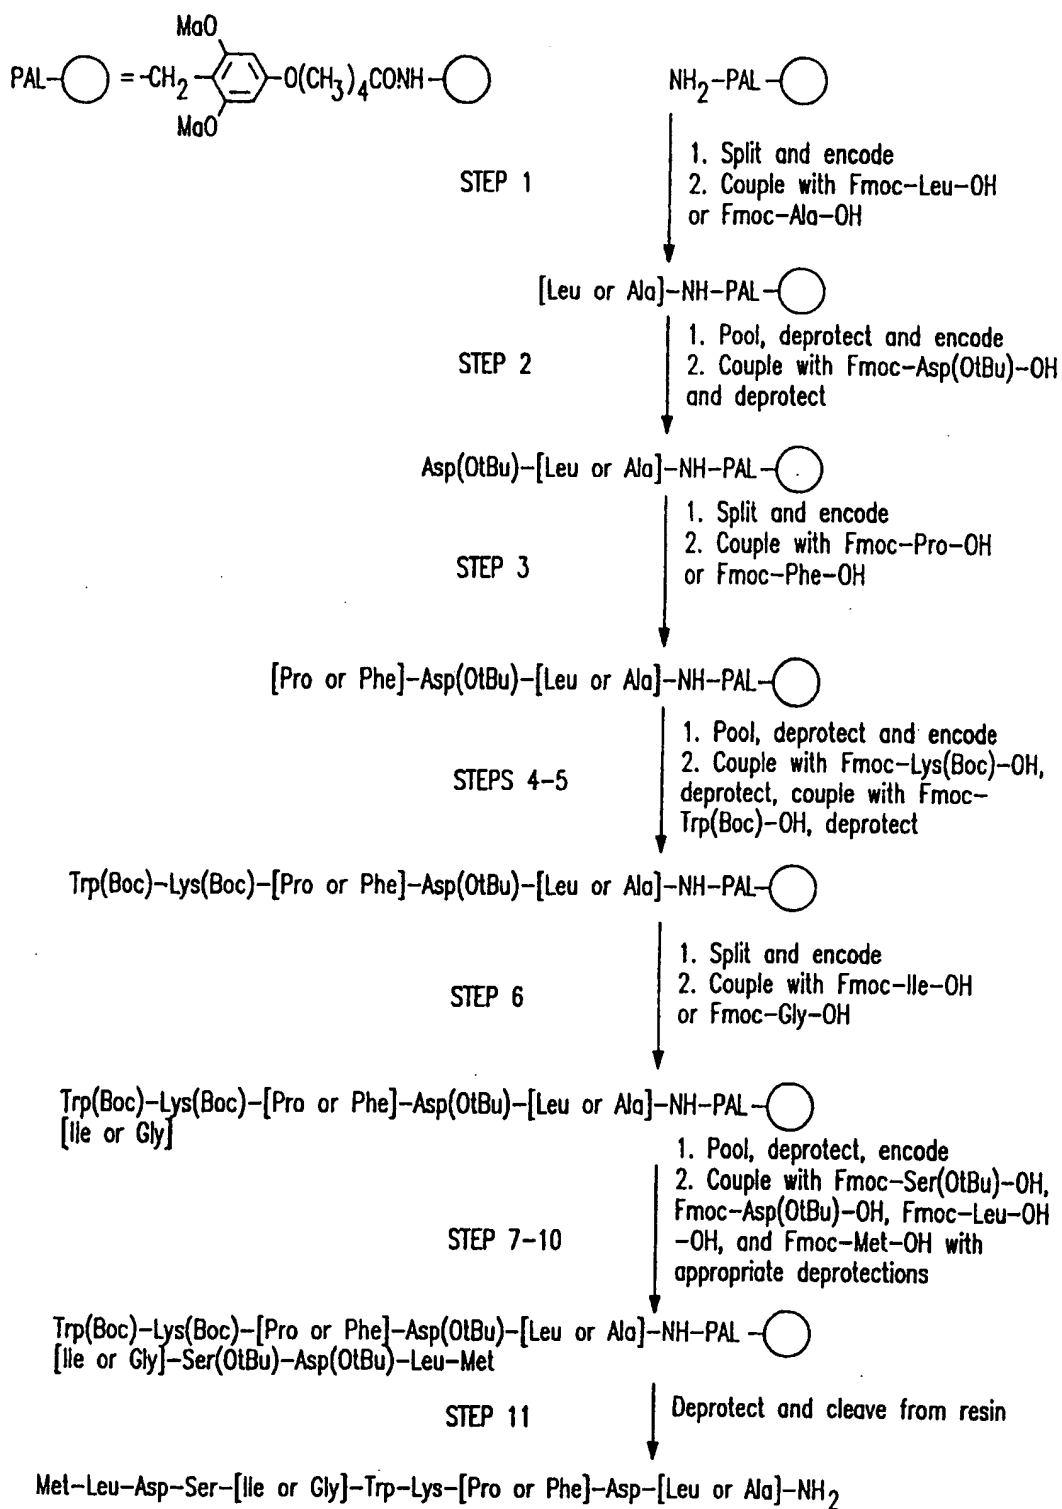 MaO
PAL- =-CH2- -O(CH3)4CONH-
MaO
NH2-PAL-
STEP 1
1. Split and encode
2. Couple with Fmoc-Leu-OH
or Fmoc-Ala-OH
[Leu or Ala]-NH-PAL-
STEP 2
1. Pool, deprotect and encode
2. Couple with Fmoc-Asp(OtBu)-OH
and deprotect
Asp(OtBu)-[Leu or Ala]-NH-PAL-
STEP 3
1. Split and encode
2. Couple with Fmoc-Pro-OH
or Fmoc-Phe-OH
[Pro or Phe]-Asp(OtBu)-[Leu or Ala]-NH-PAL-
STEPS 4-5
1. Pool, deprotect and encode
2. Couple with Fmoc-Lys(Boc)-OH,
deprotect, couple with Fmoc-
Trp(Boc)-OH, deprotect
Trp(Boc)-Lys(Boc)-[Pro or Phe]-Asp(OtBu)-[Leu or Ala]-NH-PAL-
STEP 6
1. Split and encode
2. Couple with Fmoc-Ile-OH
or Fmoc-Gly-OH
Trp(Boc)-Lys(Boc)-[Pro or Phe]-Asp(OtBu)-[Leu or Ala]-NH-PAL-
[Ile or Gly]
STEP 7-10
1. Pool, deprotect, encode
2. Couple with Fmoc-Ser(OtBu)-OH,
Fmoc-Asp(OtBu)-OH, Fmoc-Leu-OH
-OH, and Fmoc-Met-OH with
appropriate deprotections
Trp(Boc)-Lys(Boc)-[Pro or Phe]-Asp(OtBu)-[Leu or Ala]-NH-PAL-
[Ile or Gly]-Ser(OtBu)-Asp(OtBu)-Leu-Met
STEP 11
Deprotect and cleave from resin
Met-Leu-Asp-Ser-[Ile or Gly]-Trp-Lys-[Pro or Phe]-Asp-[Leu or Ala]-NH2